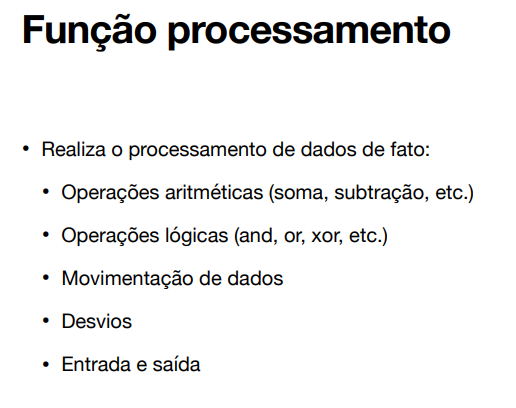 Função processamento
• Realiza o processamento de dados de fato:
• Operações aritméticas (soma, subtração, etc.)
• Operações lógicas (and, or, xor, etc.)
• Movimentação de dados
• Desvios
• Entrada e saída